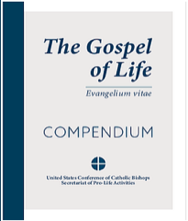 The Gospel
of Life
Evangelium vitae
COMPENDIUM
United States Conference of Catholic Bishops
Secretariat of Pro-Life Activities